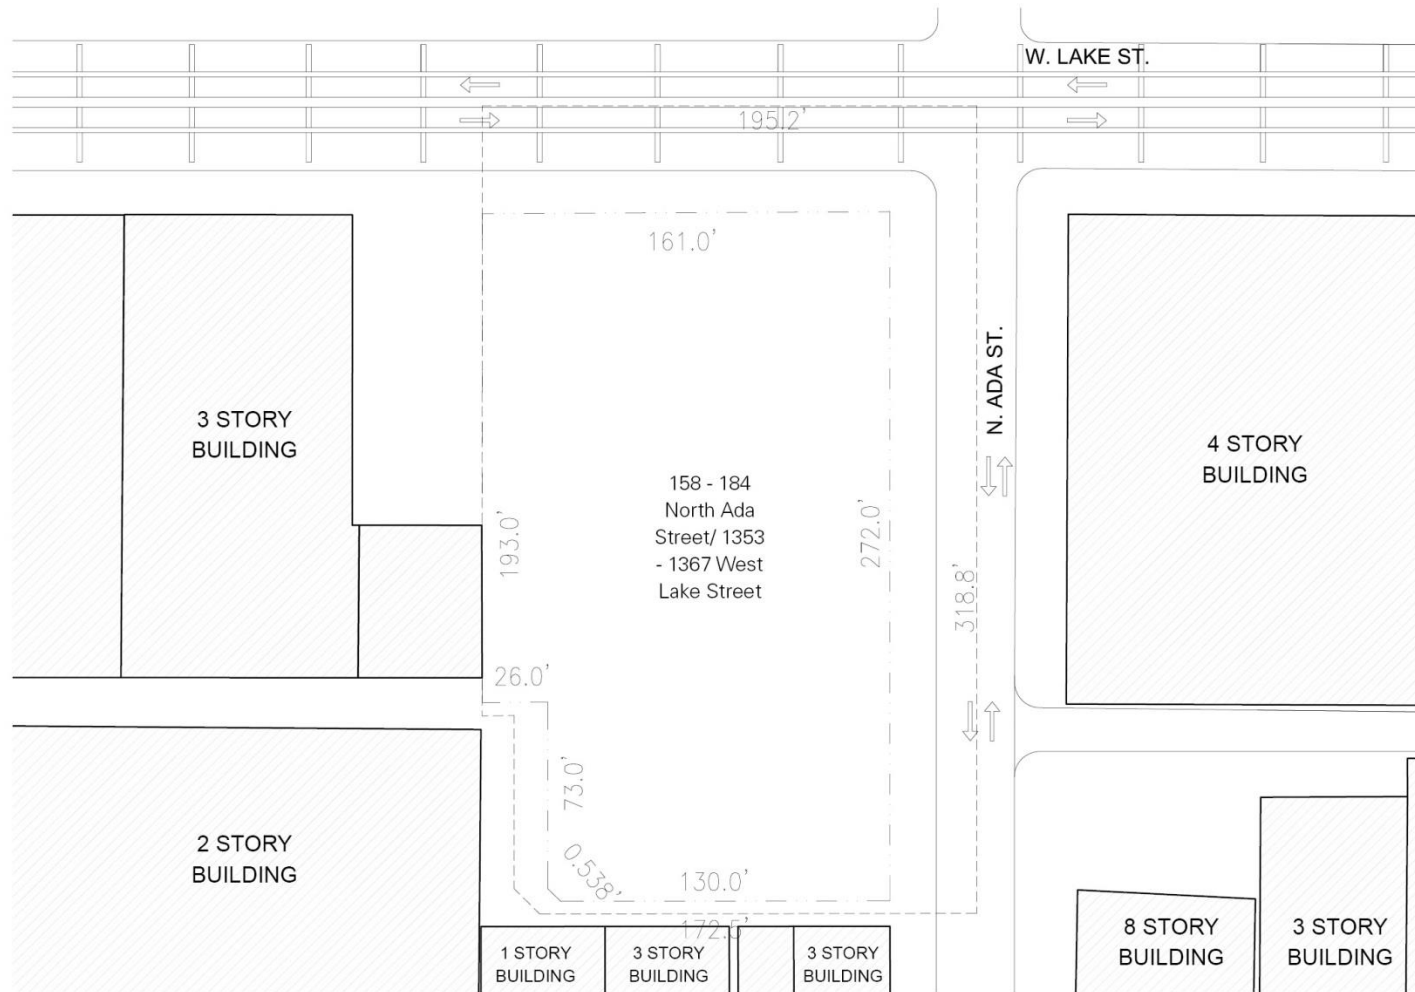 W. LAKE ST.
195.2'
161.0'
N. ADA ST.
3 STORY
BUILDING
4 STORY
BUILDING
158 - 184
North Ada
Street/ 1353
- 1367 West
Lake Street
193.0'
272.0'
318.8'
26.0'
73.0'
2 STORY
BUILDING
0.538'
130.0'
172.5'
1 STORY
BUILDING
3 STORY
BUILDING
3 STORY
BUILDING
8 STORY
BUILDING
3 STORY
BUILDING